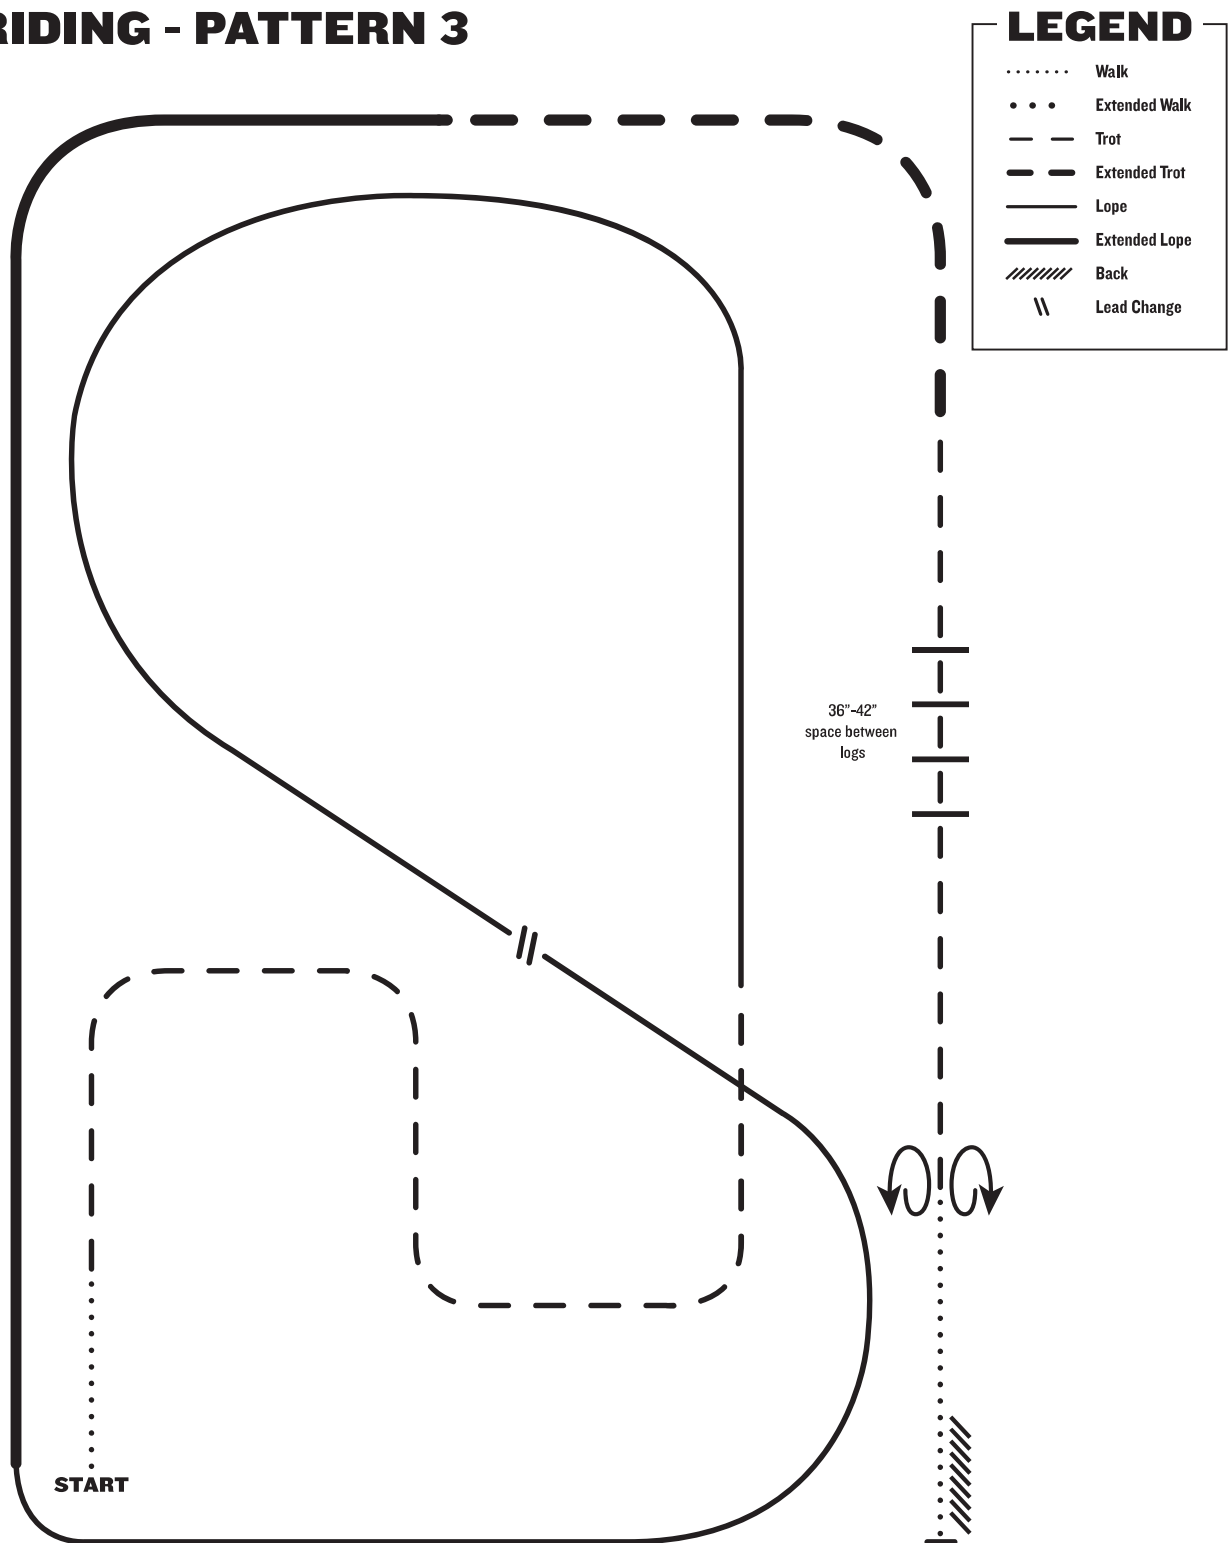 RIDING - PATTERN 3
LEGEND
Walk
Extended Walk
Trot
Extended Trot
Lope
Extended Lope
Back
Lead Change
36”-42”
space between
logs
START